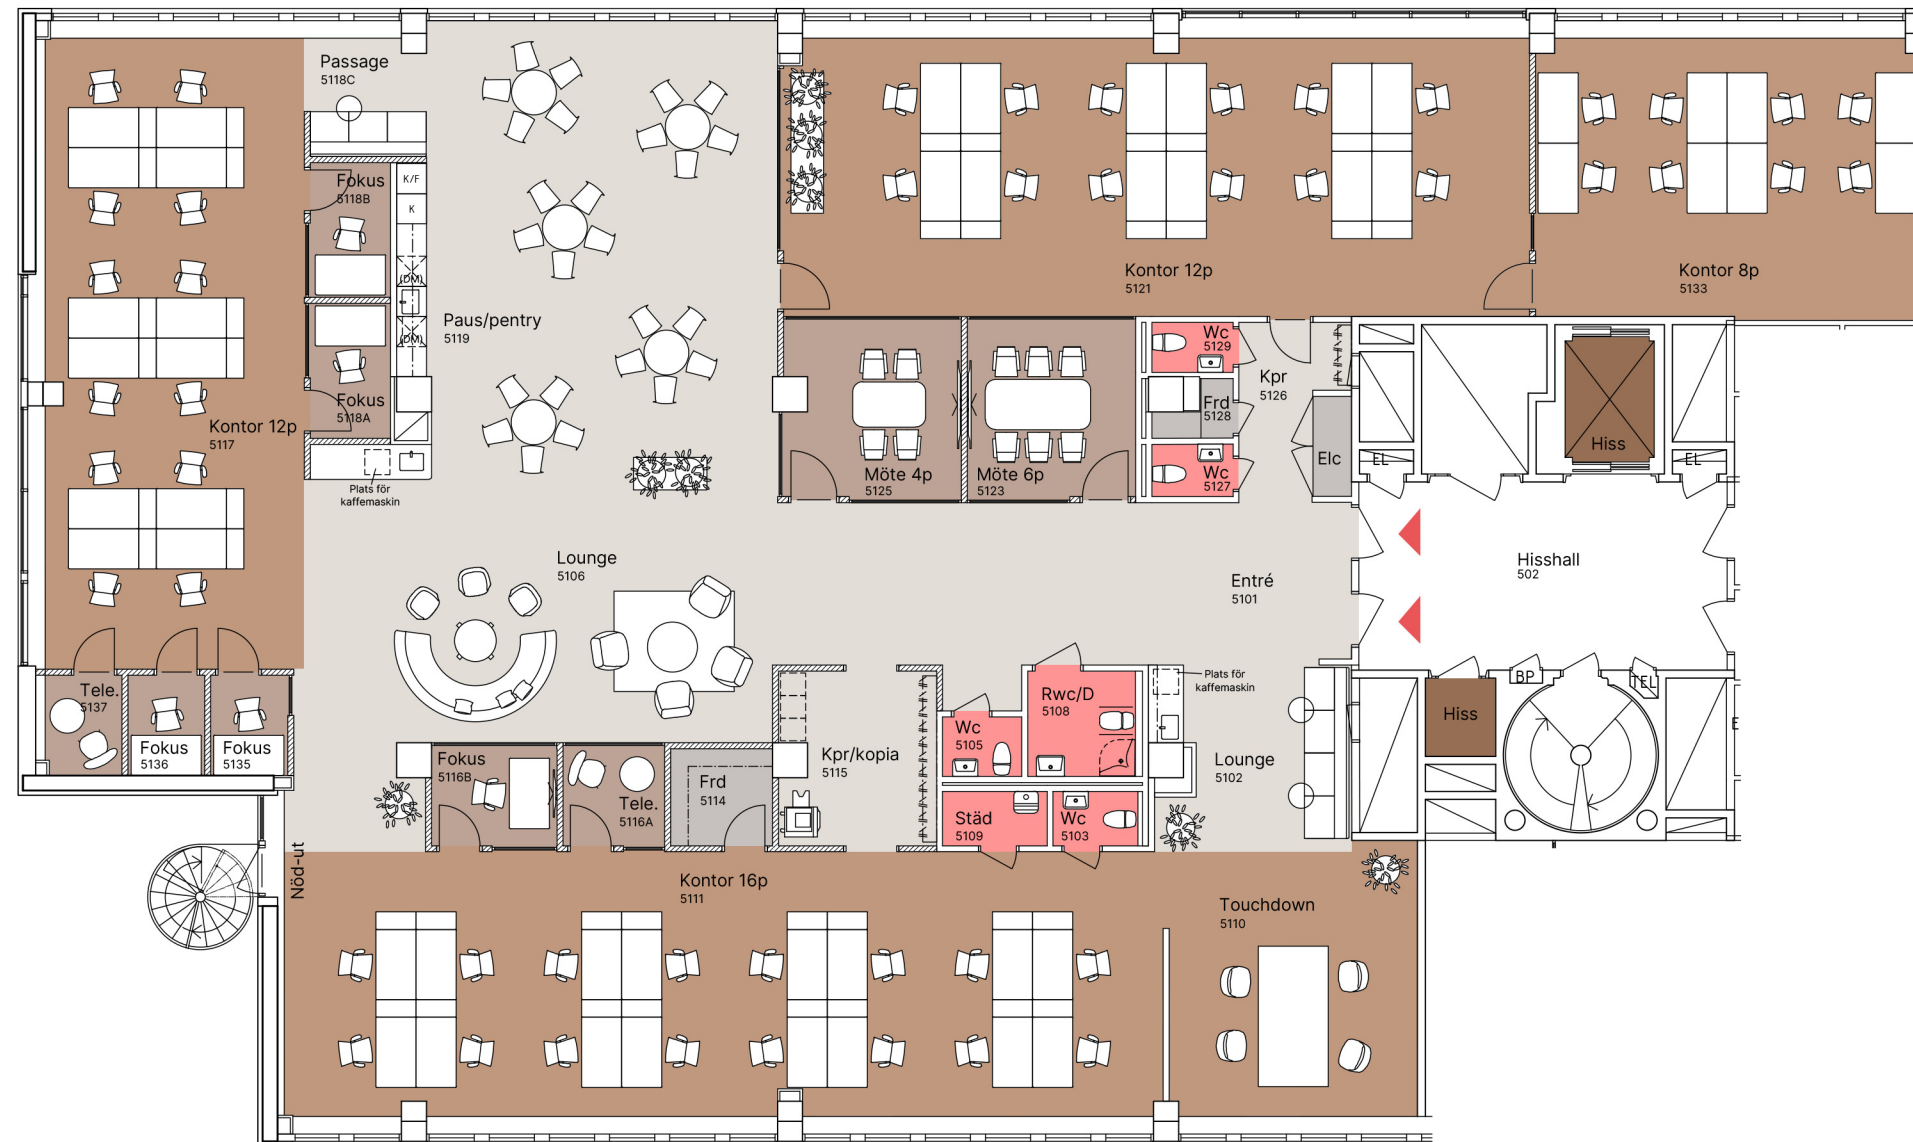 Passage
5118C
Fokus
5118B
K/F
K
(DM)
(DM)
Paus/pentry
5119
Fokus
5118A
Kontor 12p
5117
Plats för
kaffemaskin
Kontor 12p
5121
Kontor 8p
5133
Möte 4p
5125
Möte 6p
5123
Wc
5129
Kpr
5126
Frd
5128
Wc
5127
Elc
EL
Hiss
EL
Lounge
5106
Entré
5101
Hisshall
502
Tele.
5137
Fokus
5136
Fokus
5135
Fokus
5116B
Tele.
5116A
Frd
5114
Kpr/kopia
5115
Wc
5105
Rwc/D
5108
Plats för
kaffemaskin
Lounge
5102
Hiss
BP
TEL
Städ
5109
Wc
5103
Nöd-ut
Kontor 16p
5111
Touchdown
5110